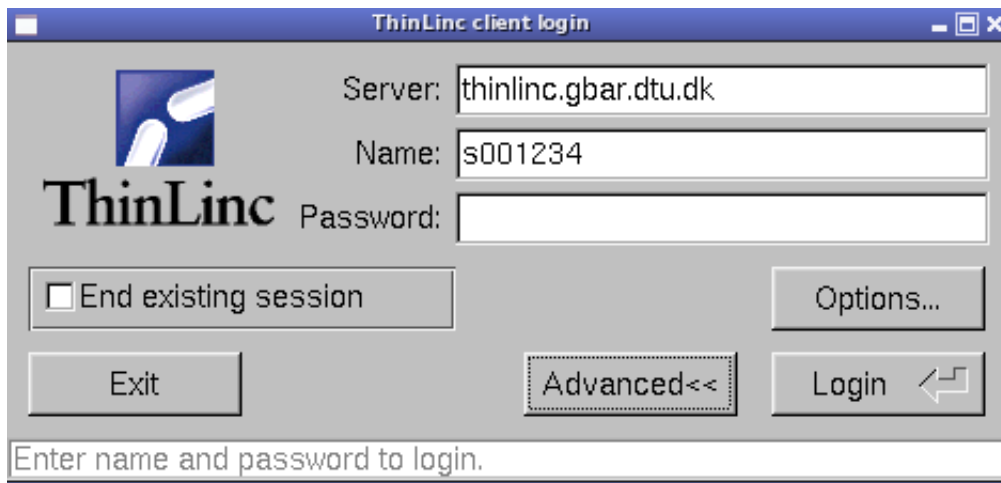 ThinLinc client login
Server: thinlinc.gbar.dtu.dk
Name: s001234
ThinLinc
Password:
End existing session
Options...
Exit
Advanced<<
Login
Enter name and password to login.